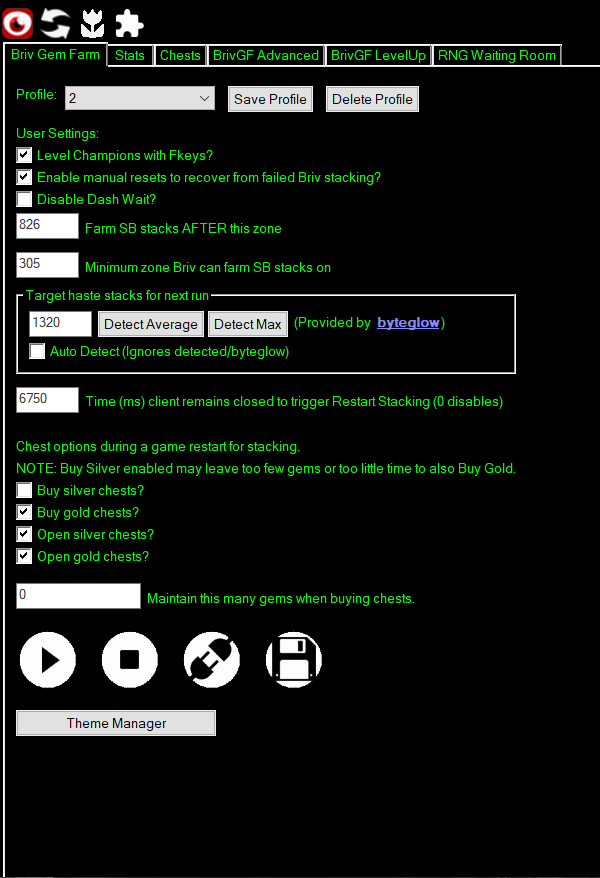 Briv Gem Farm Stats Chests BrivGF Advanced BrivGF LevelUp RNG Waiting Room
Profile: 2 Save Profile Delete Profile
User Settings:
Level Champions with Fkeys?
Enable manual resets to recover from failed Briv stacking?
Disable Dash Wait?
826 Farm SB stacks AFTER this zone
305 Minimum zone Briv can farm SB stacks on
Target haste stacks for next run
1320 Detect Average Detect Max (Provided by byteglow)
Auto Detect (Ignores detected/byteglow)
6750 Time (ms) client remains closed to trigger Restart Stacking (0 disables)
Chest options during a game restart for stacking.
NOTE: Buy Silver enabled may leave too few gems or too little time to also Buy Gold.
Buy silver chests?
Buy gold chests?
Open silver chests?
Open gold chests?
0 Maintain this many gems when buying chests.
Theme Manager